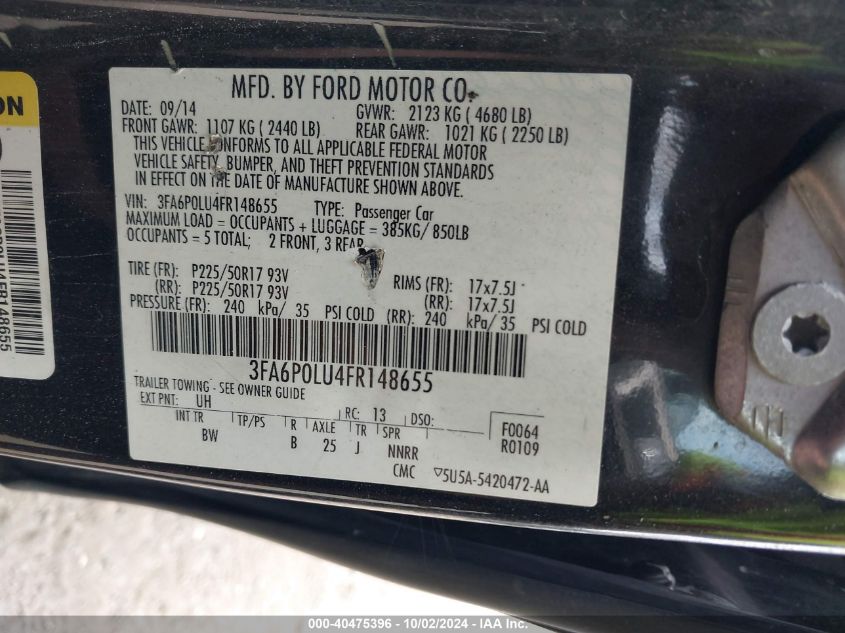 ON
MFD. BY FORD MOTOR CO.
DATE: 09/14 GVWR: 2123 KG ( 4680 LB)
FRONT GAWR: 1107 KG ( 2440 LB) REAR GAWR: 1021 KG ( 2250 LB)
THIS VEHICLE CONFORMS TO ALL APPLICABLE FEDERAL MOTOR
VEHICLE SAFETY, BUMPER, AND THEFT PREVENTION STANDARDS
IN EFFECT ON THE DATE OF MANUFACTURE SHOWN ABOVE.
VIN: 3FA6P0LU4FR148655 TYPE: Passenger Car
MAXIMUM LOAD = OCCUPANTS + LUGGAGE = 385KG/ 850LB
OCCUPANTS = 5 TOTAL; 2 FRONT, 3 REAR
TIRE (FR): P225/50R17 93V RIMS (FR): 17x7.5J
(RR): P225/50R17 93V (RR): 17x7.5J
PRESSURE (FR): 240 kPa/ 35 PSI COLD (RR): 240 kPa/35 PSI COLD
3FA6P0LU4FR148655
TRAILER TOWING - SEE OWNER GUIDE
EXT PNT: UH RC: 13 DSO: F0064
INT TR TP/PS R AXLE TR SPR R0109
BW B 25 J NNRR
CMC 5U5A-5420472-AA
000-40475396 - 10/02/2024 - IAA Inc.